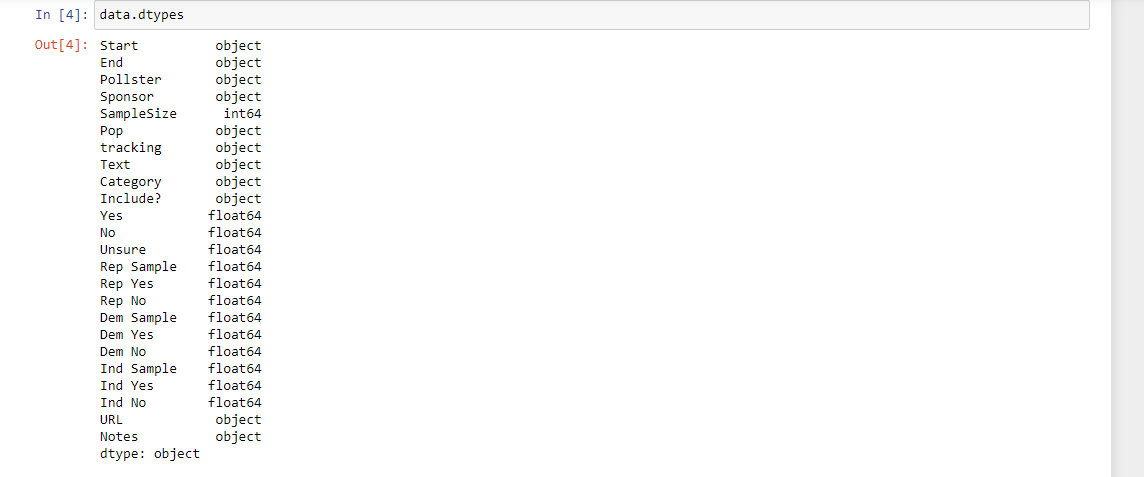 In [4]: data.dtypes
Out[4]: Start object
End object
Pollster object
Sponsor object
SampleSize int64
Pop object
tracking object
Text object
Category object
Include? object
Yes float64
No float64
Unsure float64
Rep Sample float64
Rep Yes float64
Rep No float64
Dem Sample float64
Dem Yes float64
Dem No float64
Ind Sample float64
Ind Yes float64
Ind No float64
URL object
Notes object
dtype: object